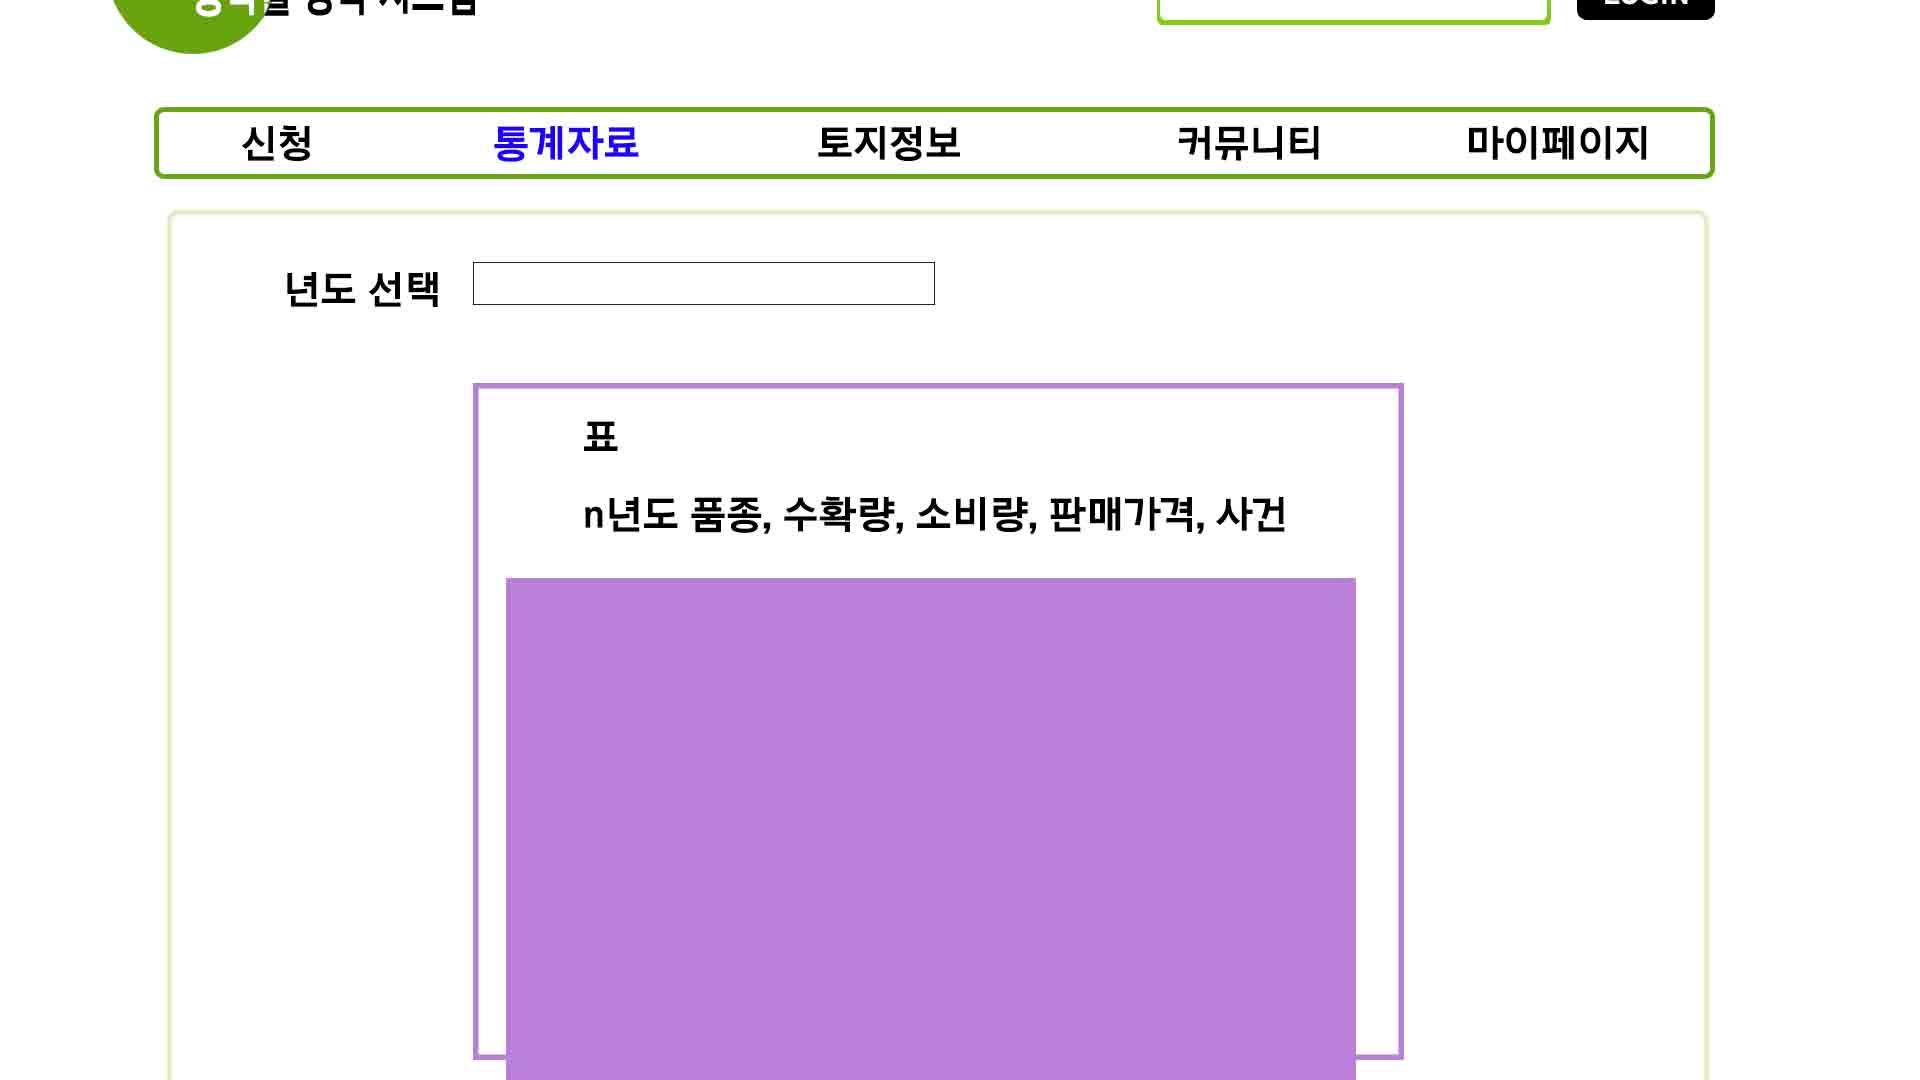 LOGIN
신청 통계자료 토지정보 커뮤니티 마이페이지
년도 선택
표
n년도 품종, 수확량, 소비량, 판매가격, 사건